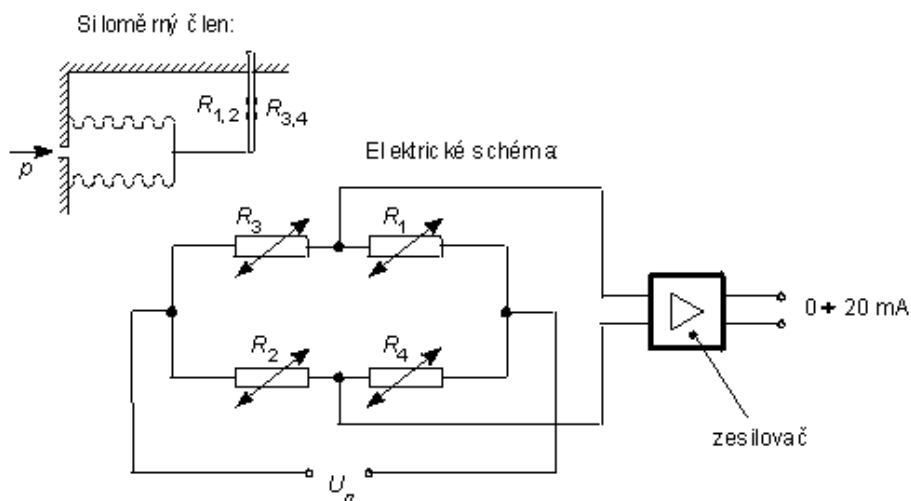 Siloměrný člen:
R1,2 R3,4
p
Elektrické schéma
R3 R1
0 ÷ 20 mA
R2 R4
zesilovač
Un